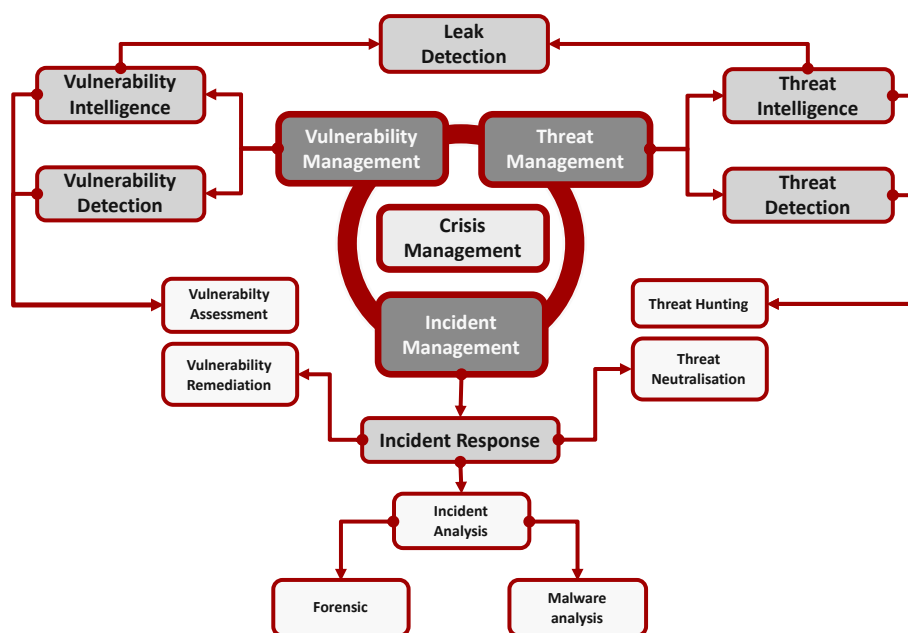 Leak
Detection
Vulnerability
Intelligence
Threat
Intelligence
Vulnerability
Management
Threat
Management
Vulnerability
Detection
Threat
Detection
Crisis
Management
Vulnerabilty
Assessment
Threat Hunting
Incident
Management
Vulnerability
Remediation
Threat
Neutralisation
Incident Response
Incident
Analysis
Forensic
Malware
analysis